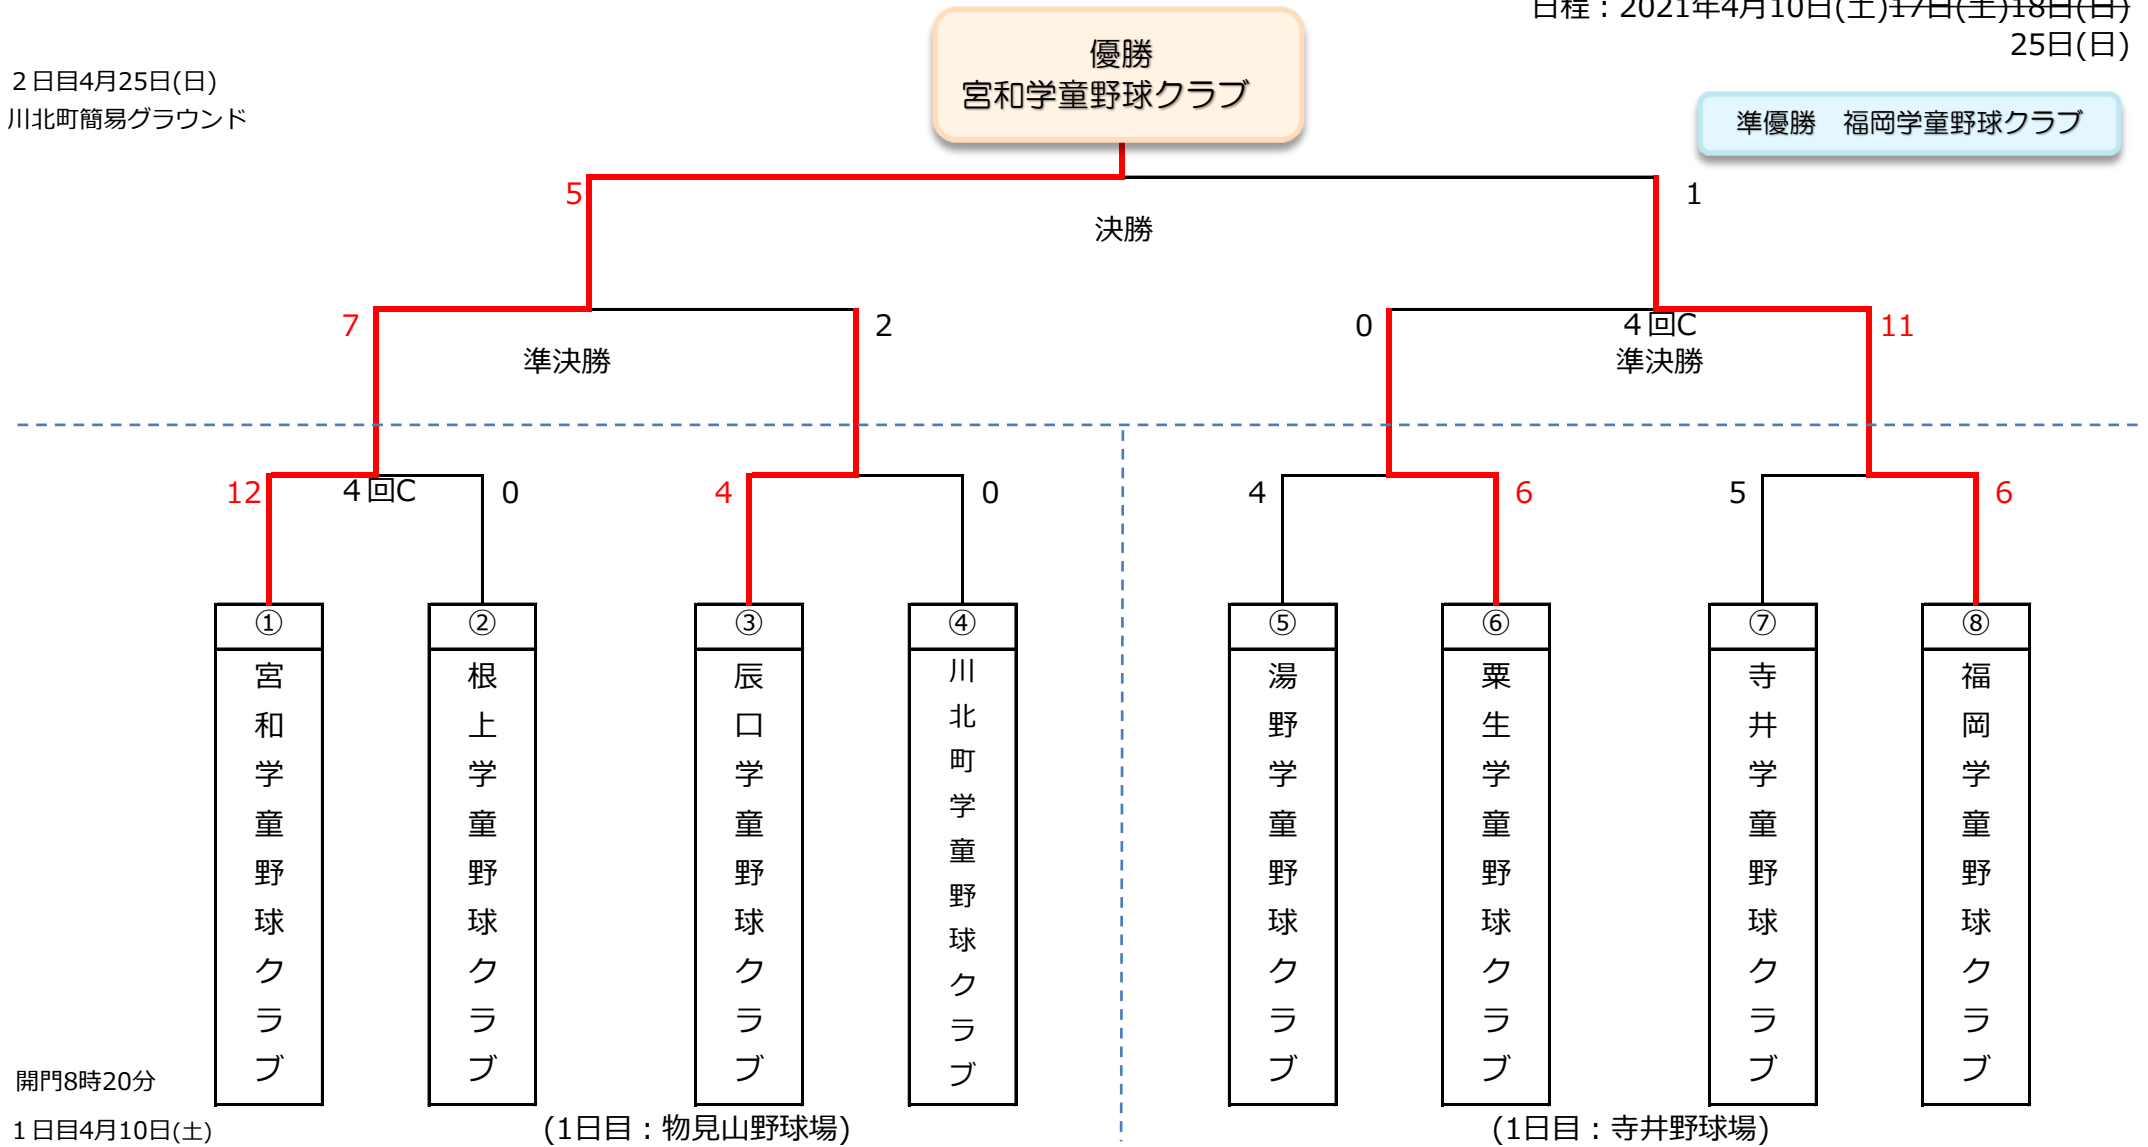 日程：2021年4月10日(土)17日(土)18日(日)
25日(日)
優勝
宮和学童野球クラブ
２日目4月25日(日)
川北町簡易グラウンド
準優勝　福岡学童野球クラブ
5
1
決勝
7
2
0
４回C
11
準決勝
準決勝
12
４回C
0
4
0
4
6
5
6
①
②
③
④
⑤
⑥
⑦
⑧
宮和学童野球クラブ
根上学童野球クラブ
辰口学童野球クラブ
川北町学童野球クラブ
湯野学童野球クラブ
粟生学童野球クラブ
寺井学童野球クラブ
福岡学童野球クラブ
開門8時20分
１日目4月10日(土)
(1日目：物見山野球場)
(1日目：寺井野球場)